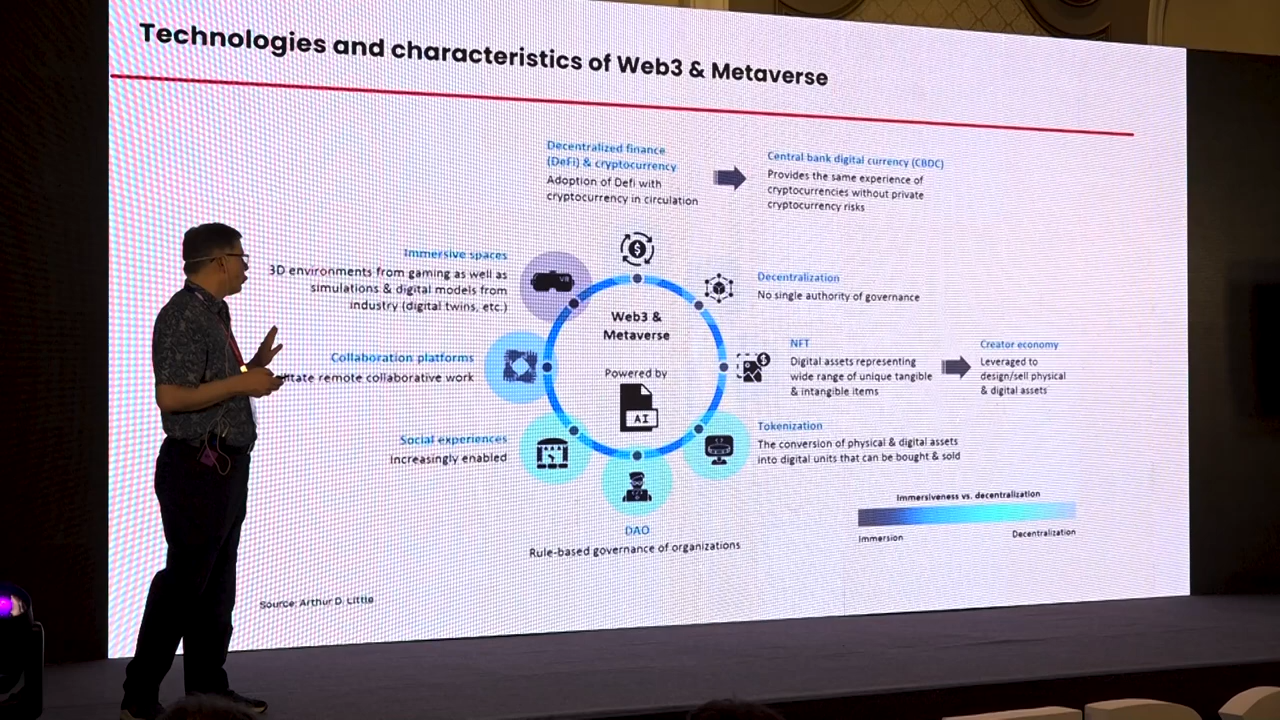 Technologies and characteristics of Web3 & Metaverse
Decentralized finance
(DeFi) & cryptocurrency
Adoption of Defi with
cryptocurrency in circulation
Central bank digital currency (CBDC)
Provides the same experience of
cryptocurrencies without private
cryptocurrency risks
Immersive spaces
3D environments from gaming as well as
simulations & digital models from
industry (digital twins, etc.)
VR
Decentralization
No single authority of governance
Web3 &
Metaverse
Powered by
AI
Collaboration platforms
remote collaborative work
NFT
Digital assets representing
wide range of unique tangible
& intangible items
Creator economy
Leveraged to
design/sell physical
& digital assets
Social experiences
Increasingly enabled
Tokenization
The conversion of physical & digital assets
into digital units that can be bought & sold
DAO
Rule-based governance of organizations
Immersiveness vs. decentralization
Immersion
Decentralization
Source: Arthur D. Little